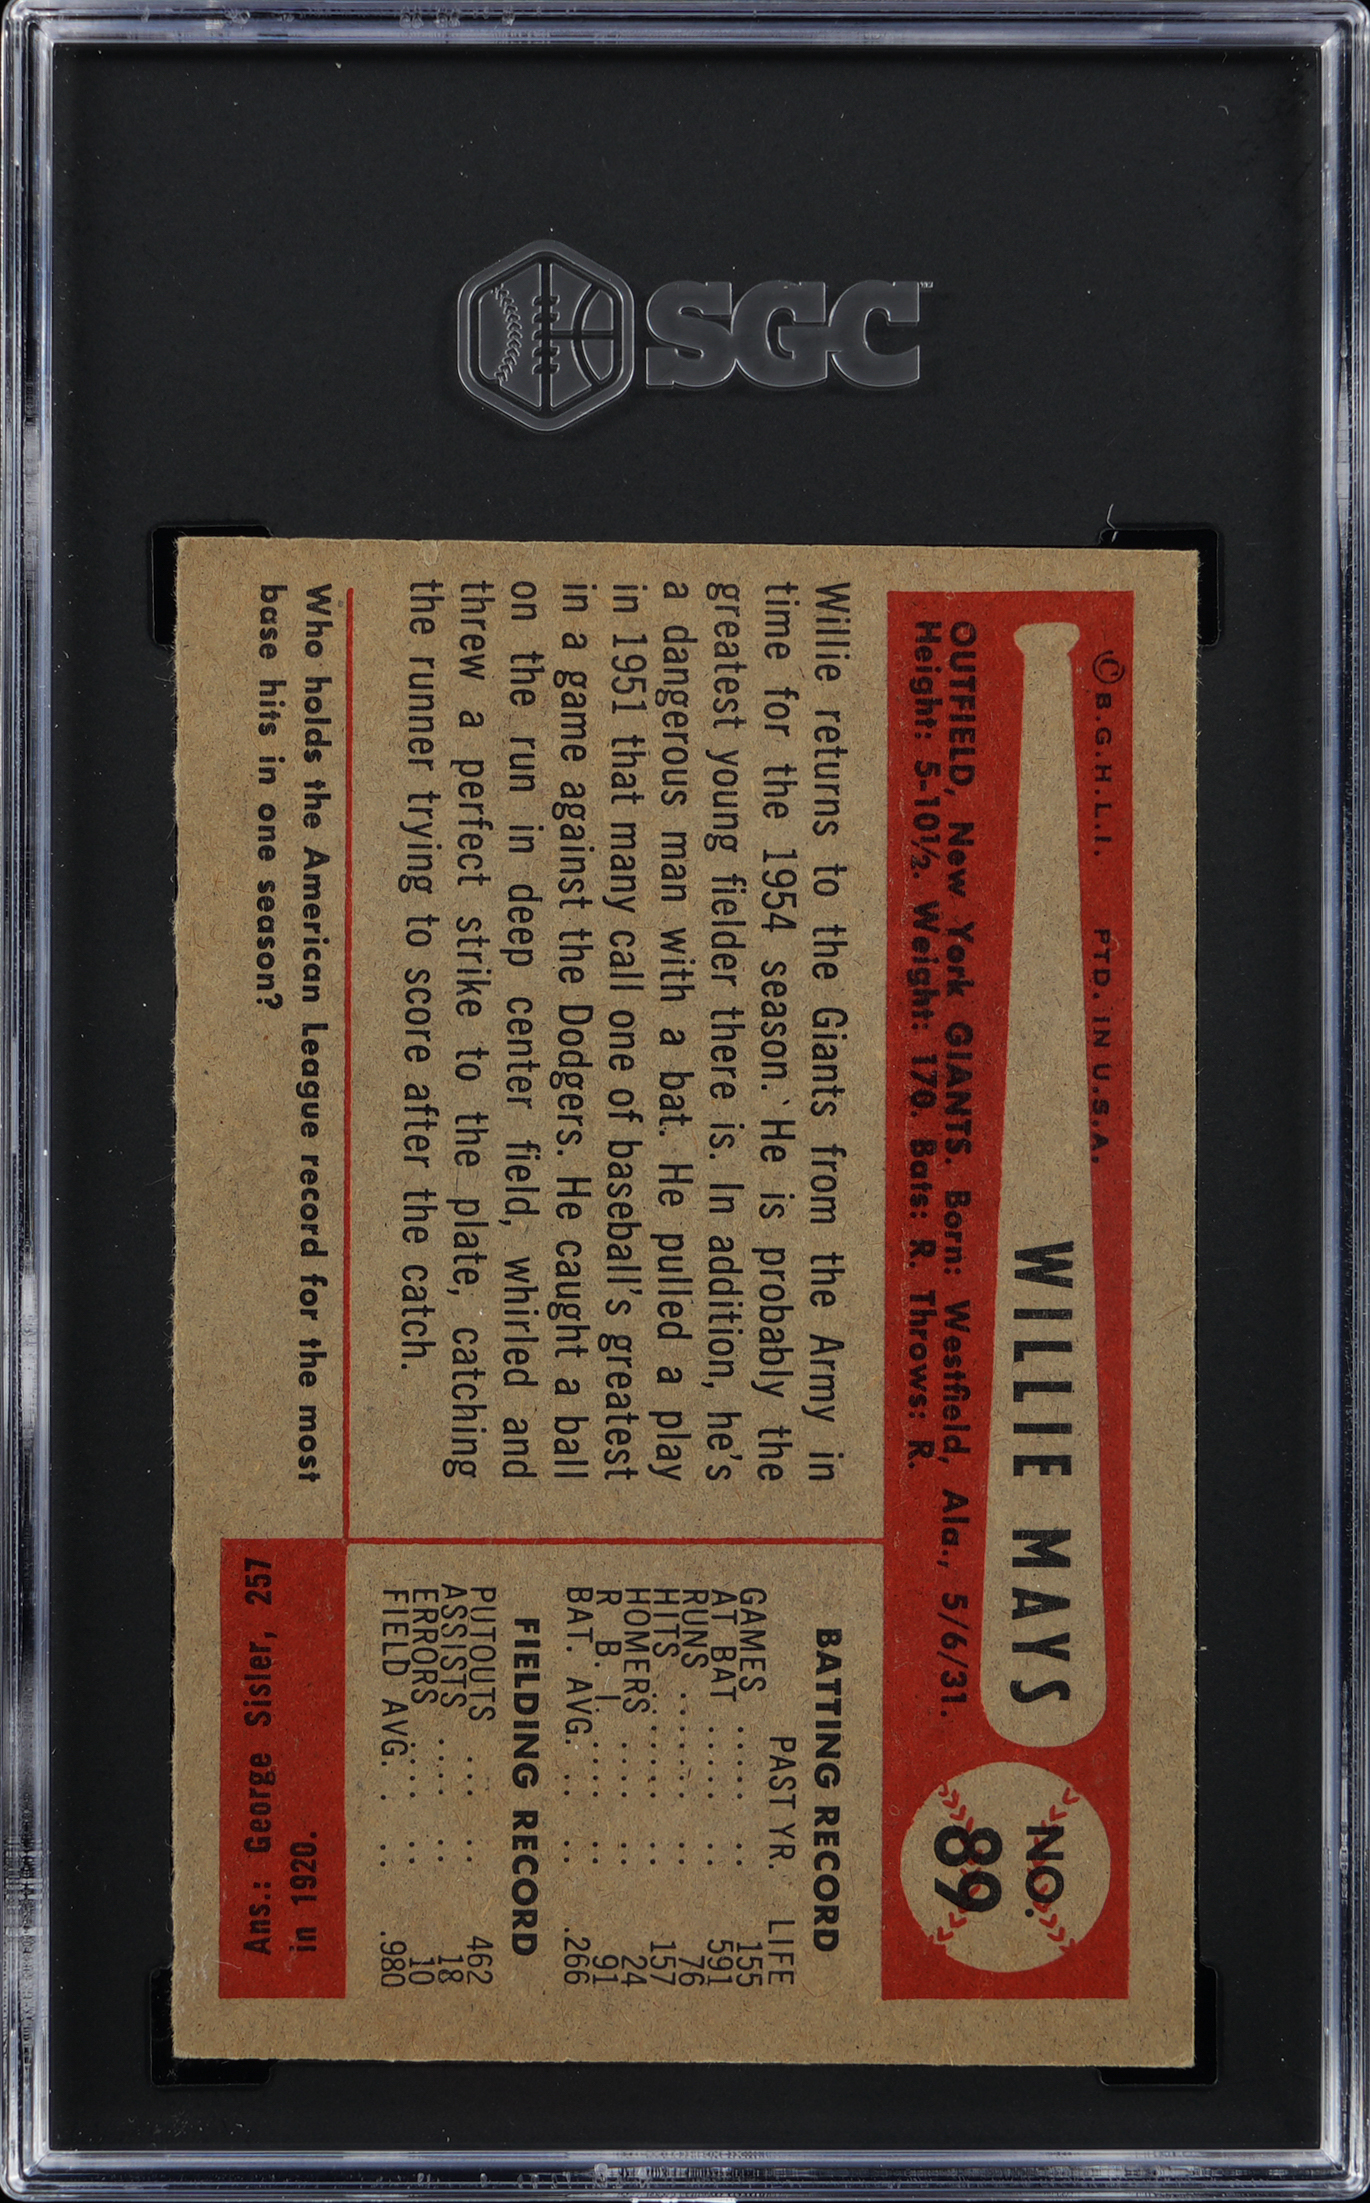 SGC
© B.G.H.L.I. PTD. IN U.S.A.
WILLIE MAYS
NO.
89
OUTFIELD, New York GIANTS. Born: Westfield, Ala., 5/6/31.
Height: 5-10½. Weight: 170. Bats: R. Throws: R.
Willie returns to the Giants from the Army in
time for the 1954 season. He is probably the
greatest young fielder there is. In addition, he's
a dangerous man with a bat. He pulled a play
in 1951 that many call one of baseball's greatest
in a game against the Dodgers. He caught a ball
on the run in deep center field, whirled and
threw a perfect strike to the plate, catching
the runner trying to score after the catch.
BATTING RECORD
PAST YR. LIFE
GAMES .... .. 155
AT BAT .... .. 591
RUNS ...... .. 76
HITS ...... .. 157
HOMERS .... .. 24
R. B. I. .... .. 91
BAT. AVG. .. .. .266
FIELDING RECORD
PUTOUTS ... .. 462
ASSISTS .... .. 18
ERRORS .... .. 10
FIELD AVG. . .. .980
Who holds the American League record for the most
base hits in one season?
Ans.: George Sisler, 257
in 1920.